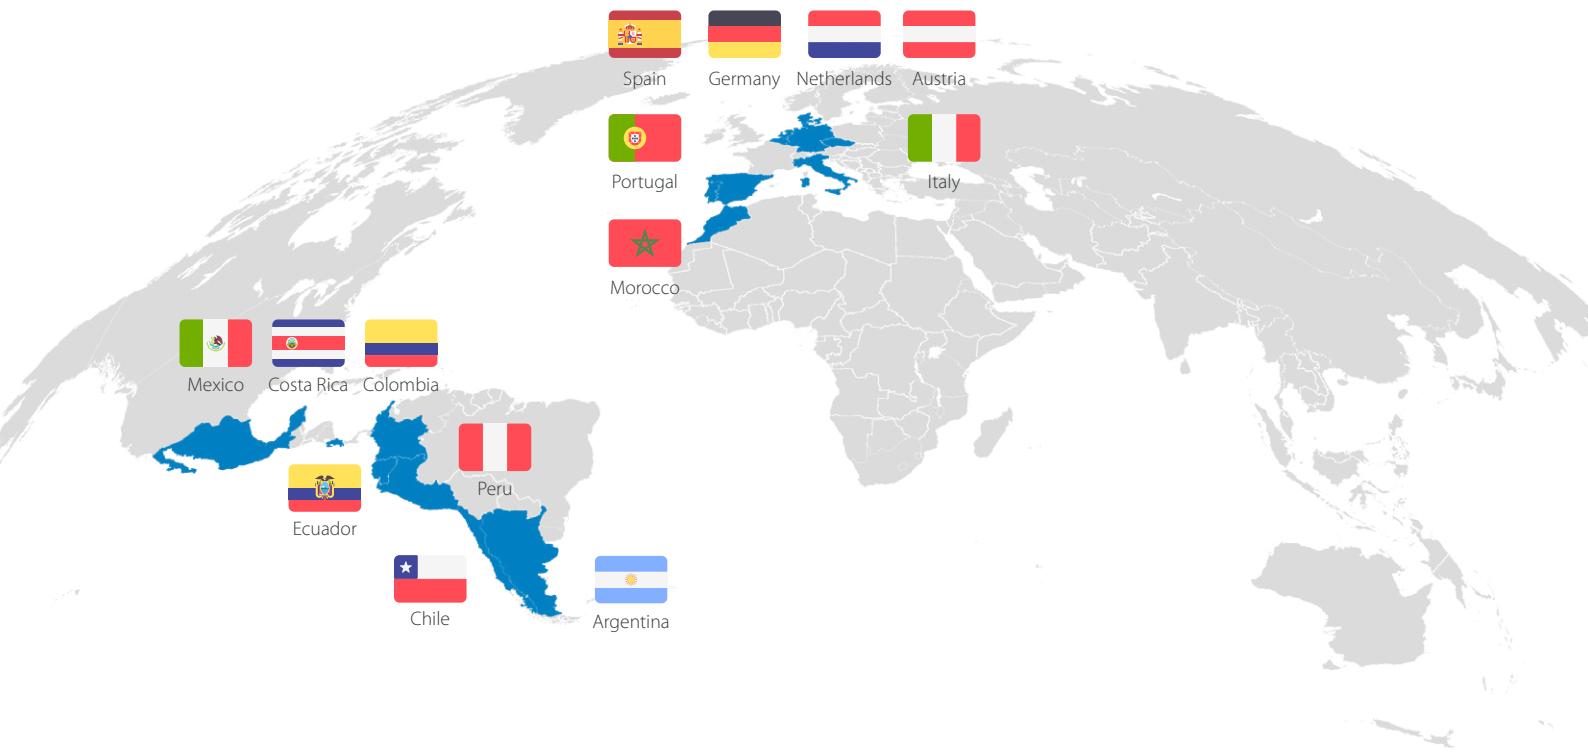 Spain
Germany
Netherlands
Austria
Portugal
Italy
Morocco
Mexico
Costa Rica
Colombia
Peru
Ecuador
Chile
Argentina